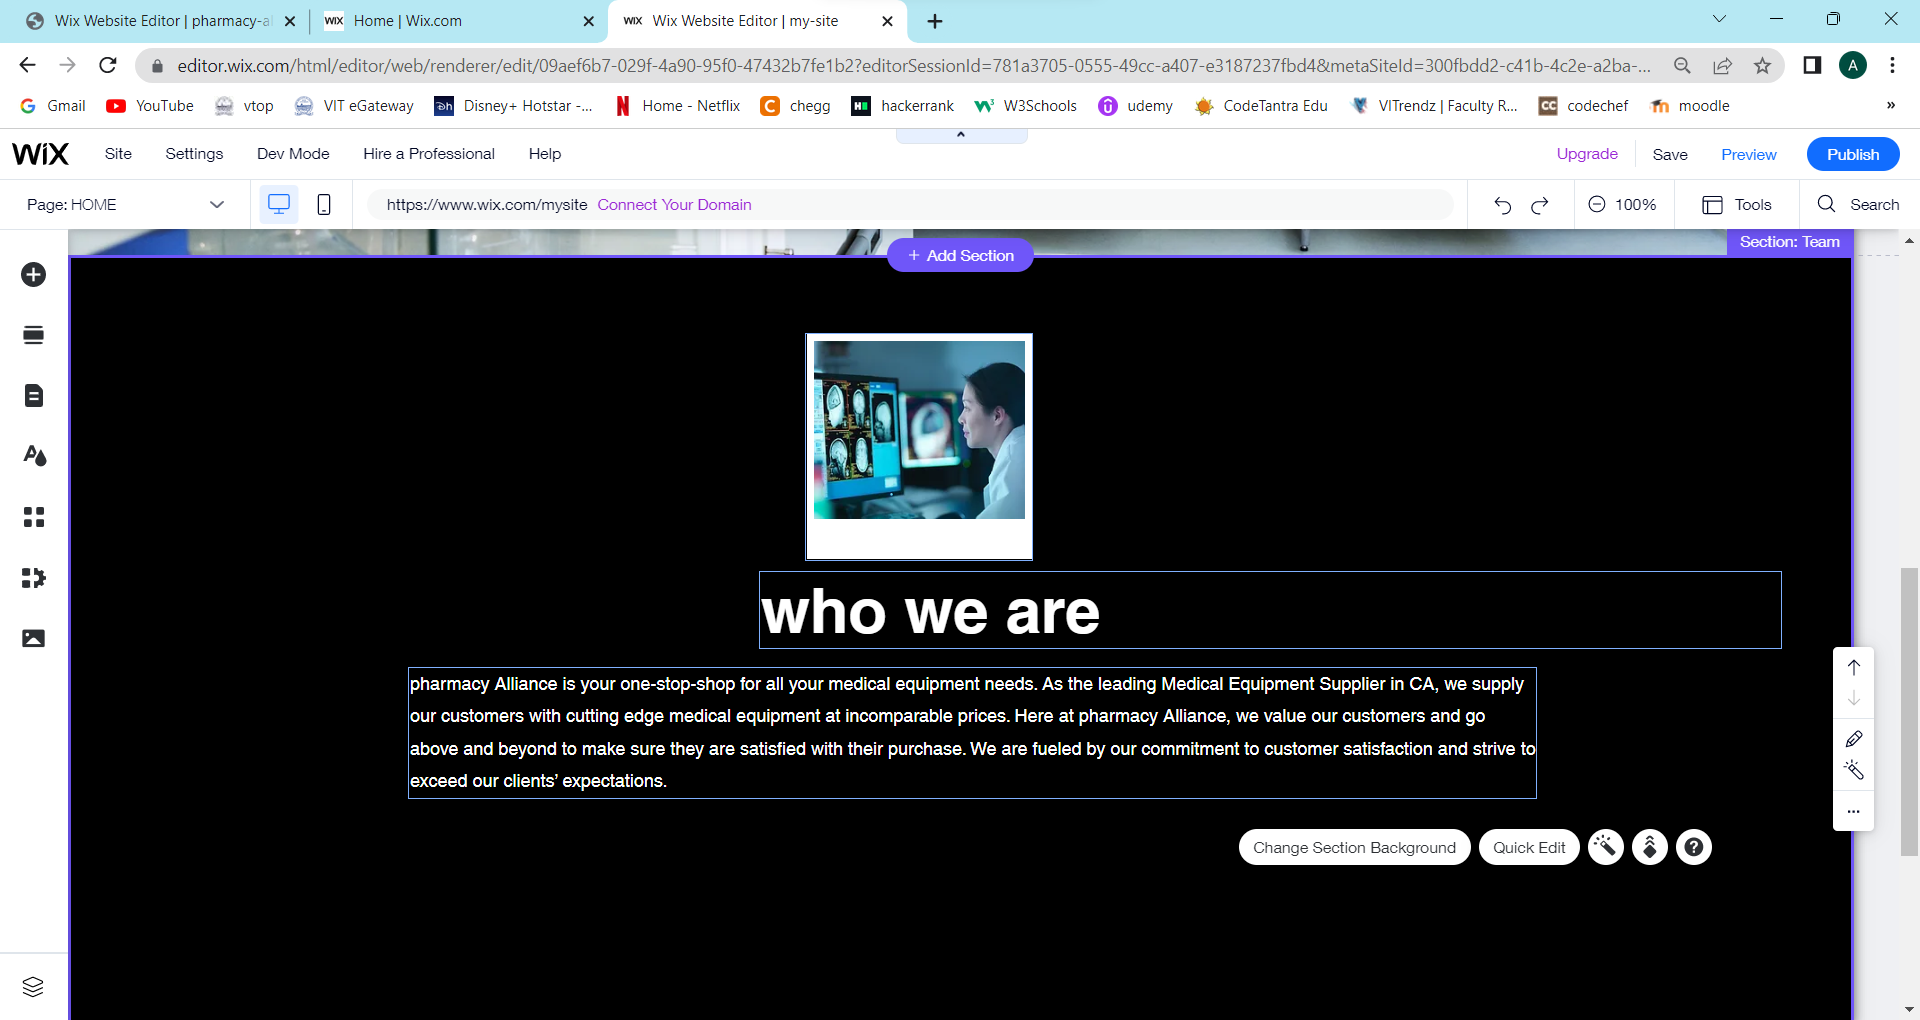 Wix Website Editor | pharmacy-a
WIX Home | Wix.com
WIX Wix Website Editor | my-site
editor.wix.com/html/editor/web/renderer/edit/09aef6b7-029f-4a90-95f0-47432b7fe1b2?editorSessionId=781a3705-0555-49cc-a407-e3187237fbd4&metaSiteId=300fbdd2-c41b-4c2e-a2ba-...
A
G Gmail
YouTube
vtop
VIT eGateway
Disney+ Hotstar -...
N Home - Netflix
C chegg
H hackerrank
W3Schools
udemy
CodeTantra Edu
VITrendz | Faculty R...
CC codechef
moodle
»
WIX
Site
Settings
Dev Mode
Hire a Professional
Help
Upgrade
Save
Preview
Publish
Page: HOME
https://www.wix.com/mysite Connect Your Domain
100%
Tools
Search
+ Add Section
Section: Team
who we are
pharmacy Alliance is your one-stop-shop for all your medical equipment needs. As the leading Medical Equipment Supplier in CA, we supply
our customers with cutting edge medical equipment at incomparable prices. Here at pharmacy Alliance, we value our customers and go
above and beyond to make sure they are satisfied with their purchase. We are fueled by our commitment to customer satisfaction and strive to
exceed our clients’ expectations.
Change Section Background
Quick Edit
?